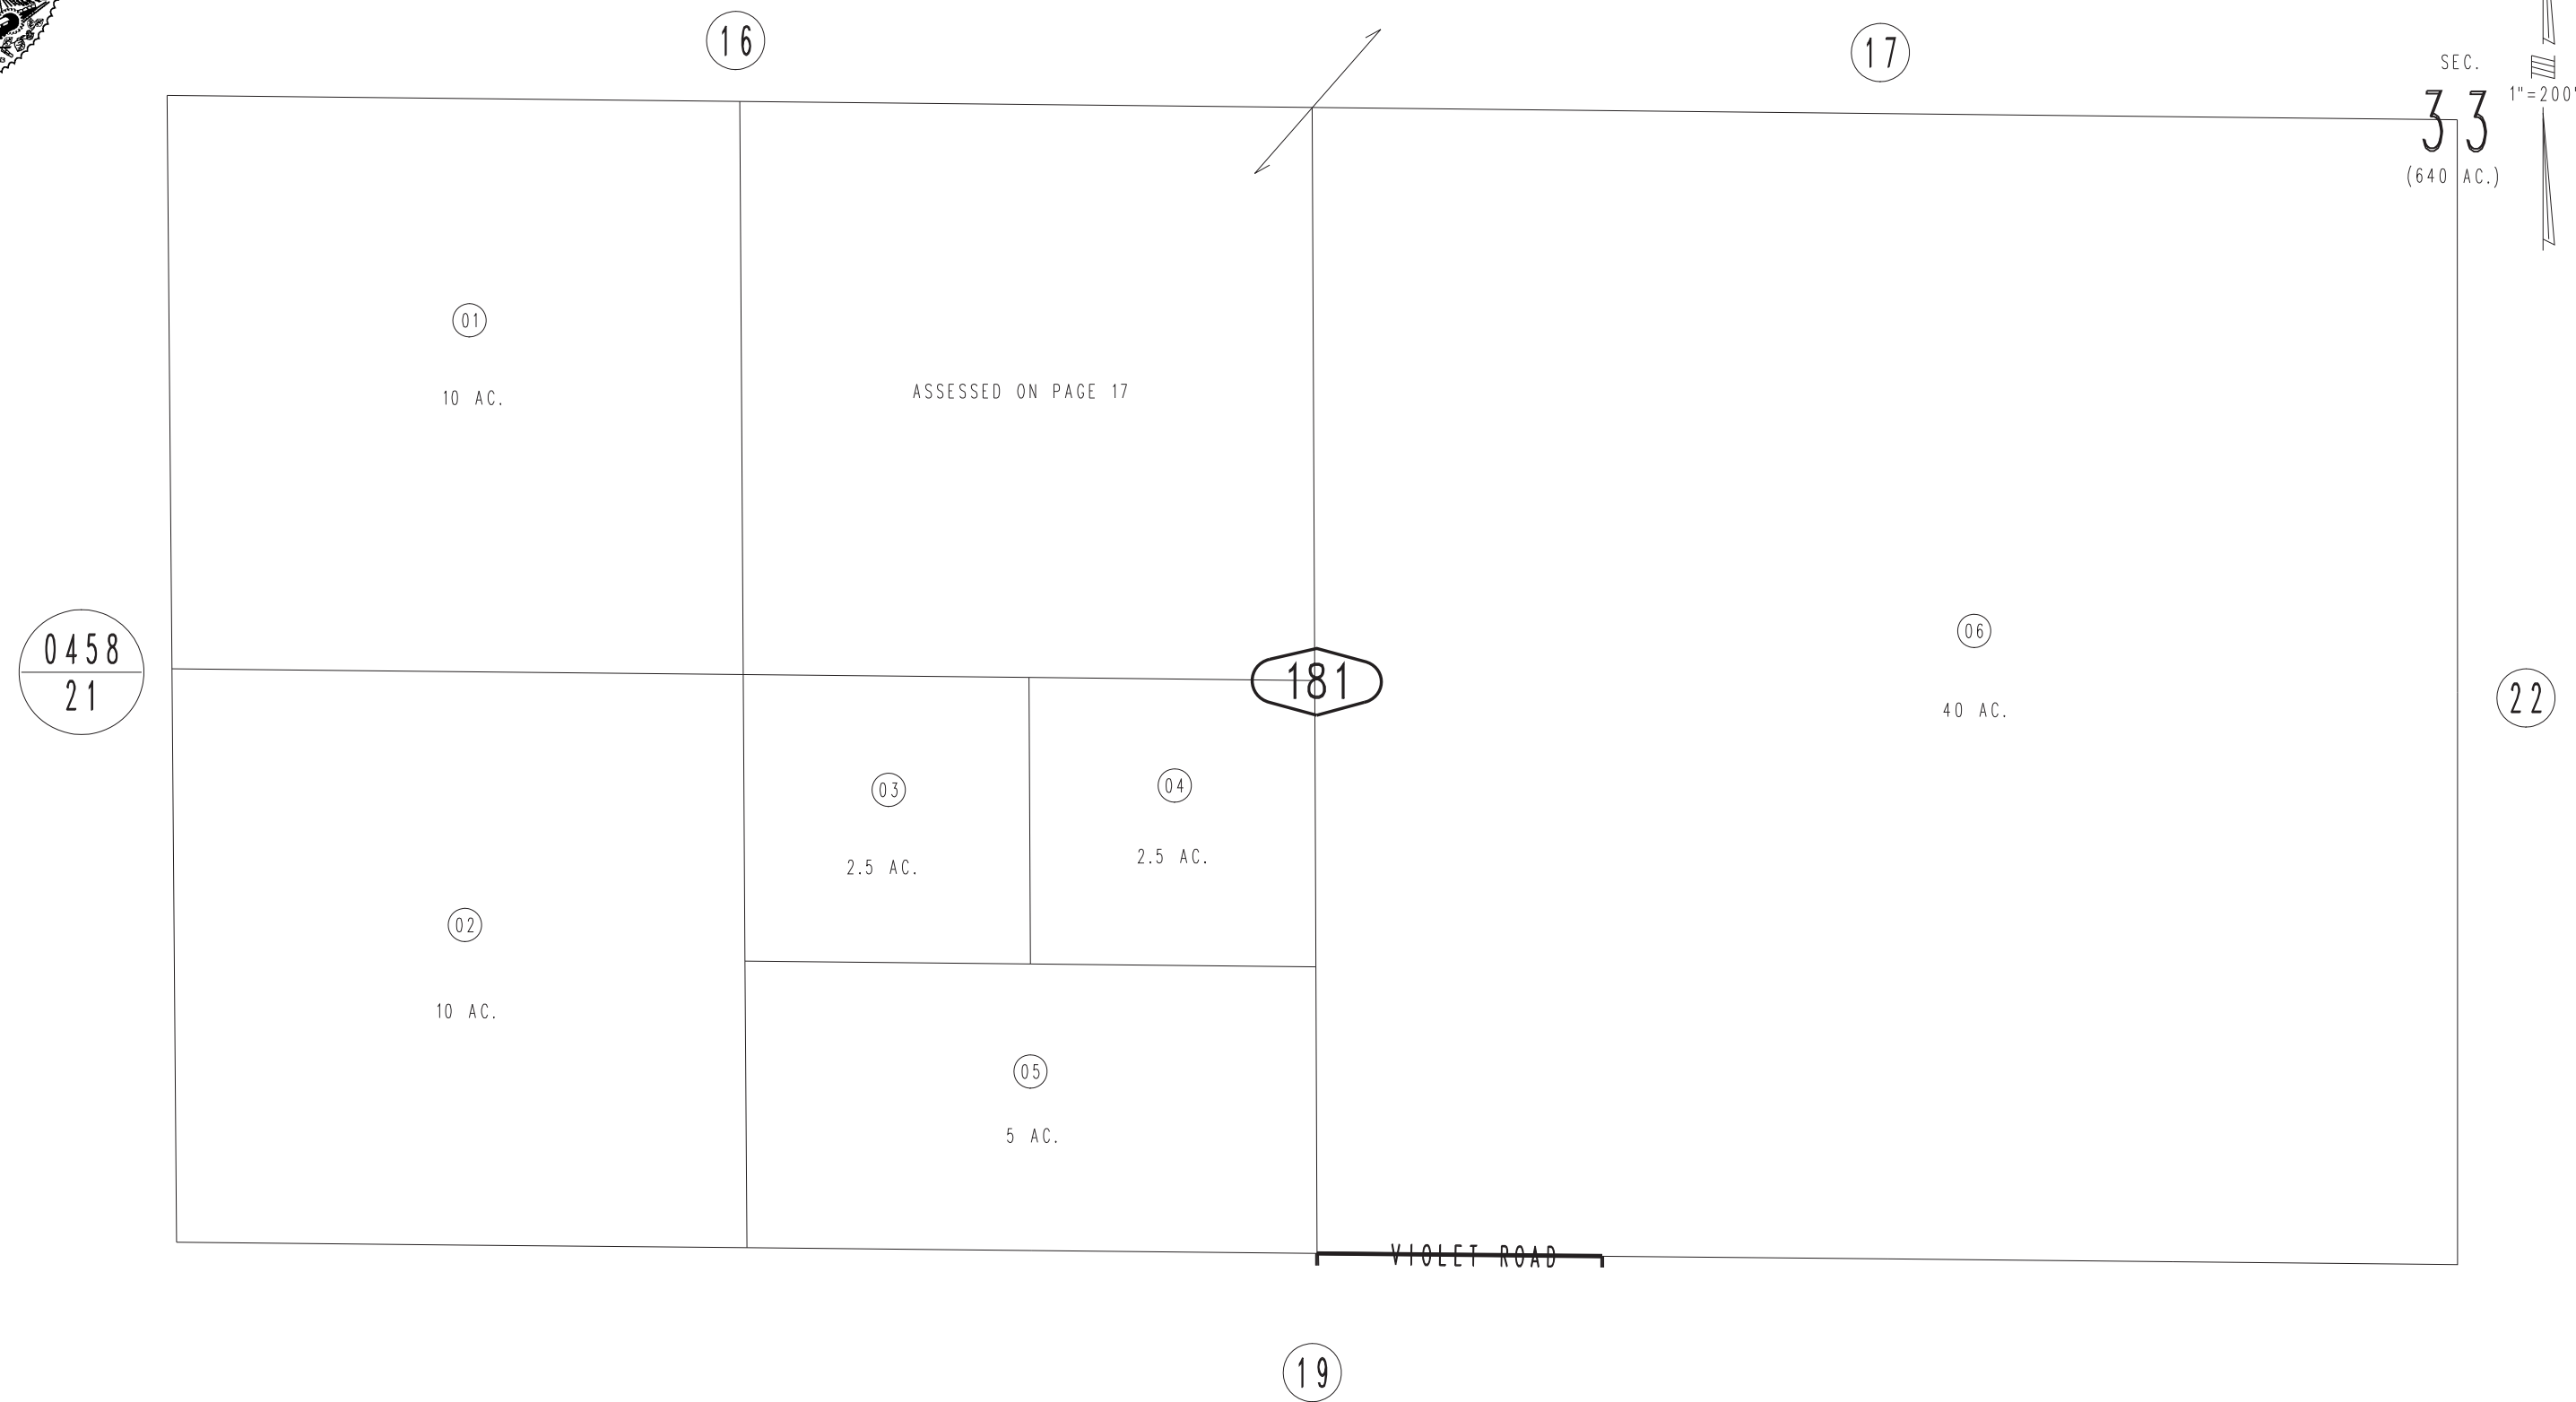 16
17
SEC.
33
(640 AC.)
1"=200'
01
10 AC.
ASSESSED ON PAGE 17
0458
21
181
06
40 AC.
22
03
2.5 AC.
04
2.5 AC.
02
10 AC.
05
5 AC.
VIOLET ROAD
19